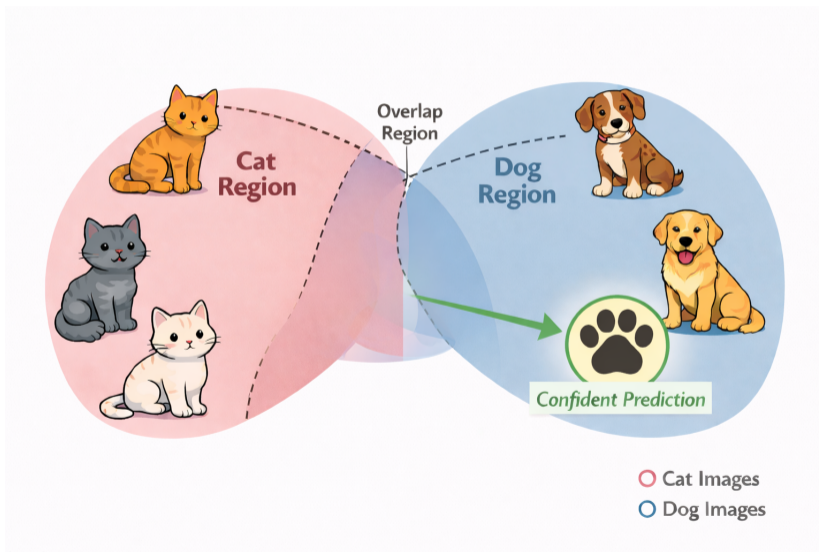 Overlap
Region
Cat
Region
Dog
Region
Confident Prediction
Cat Images
Dog Images